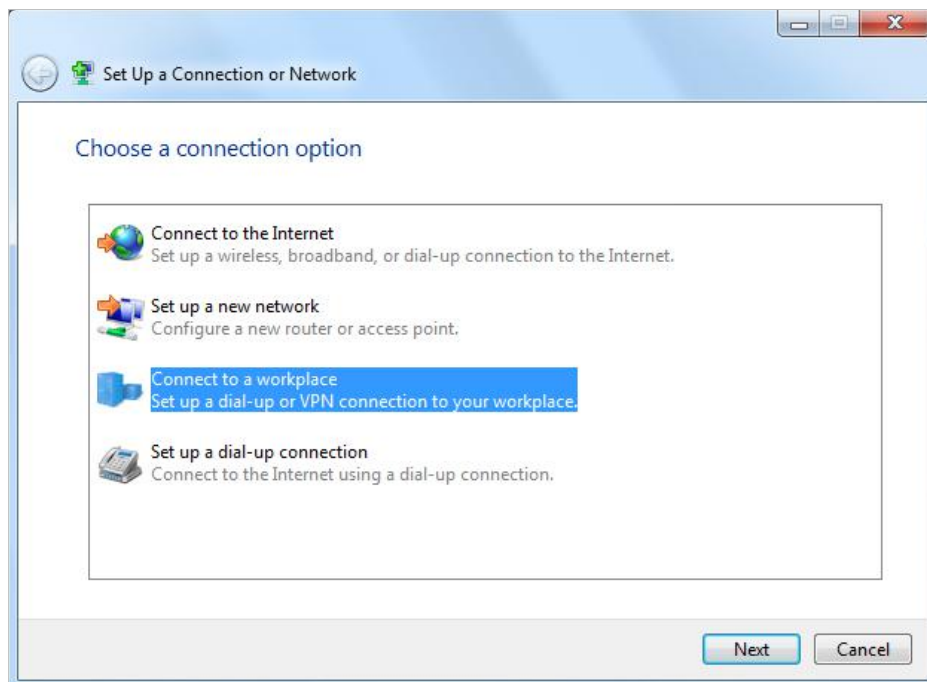 Set Up a Connection or Network
Choose a connection option
Connect to the Internet
Set up a wireless, broadband, or dial-up connection to the Internet.
Set up a new network
Configure a new router or access point.
Connect to a workplace
Set up a dial-up or VPN connection to your workplace.
Set up a dial-up connection
Connect to the Internet using a dial-up connection.
Next
Cancel